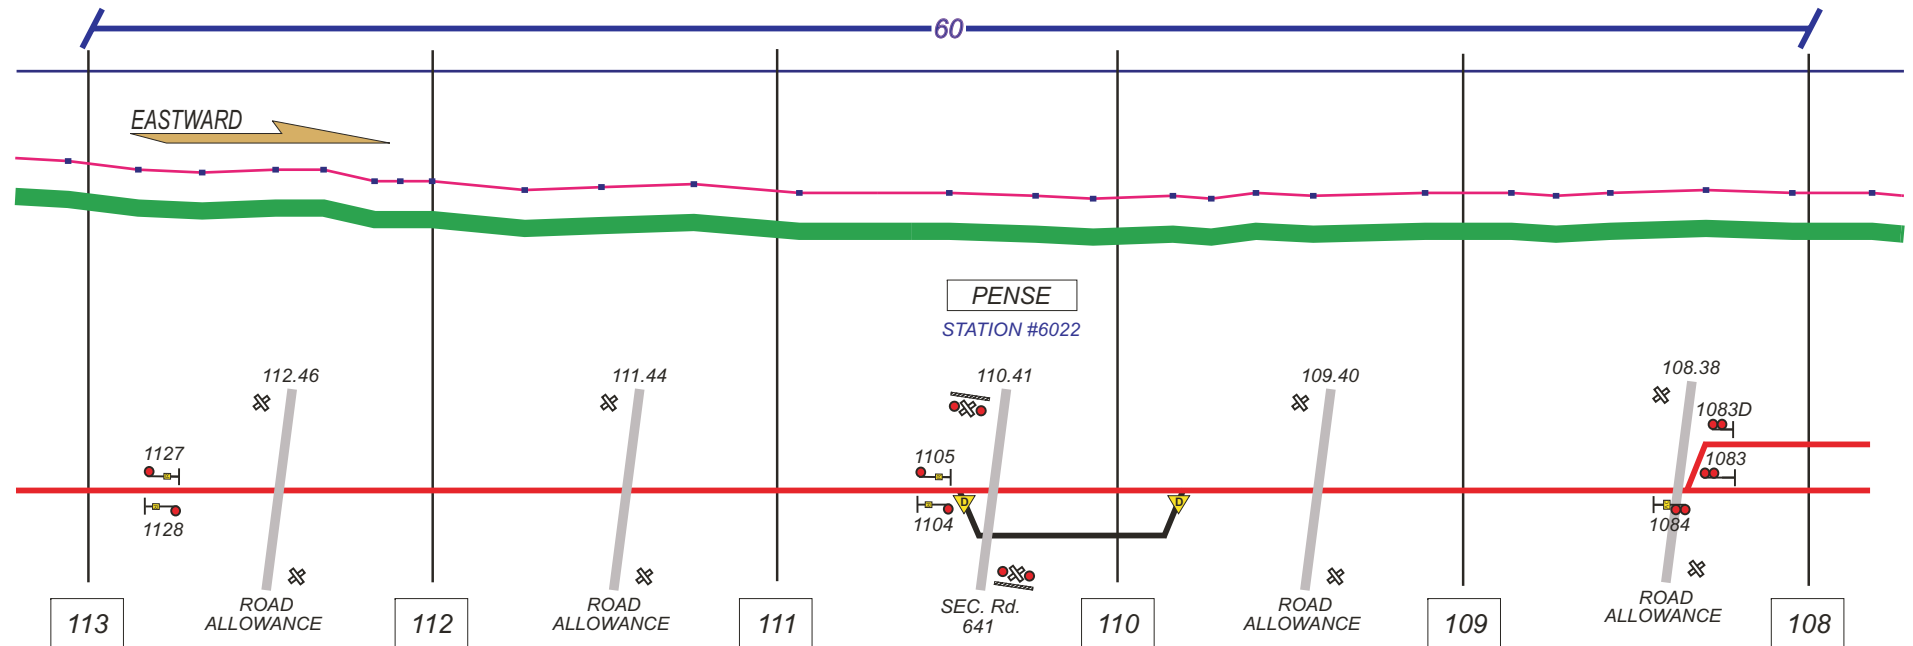 60
EASTWARD
PENSE
STATION #6022
112.46
111.44
110.41
109.40
108.38
1083D
1127
1105
1083
D
D
1128
1104
1084
ROAD
ALLOWANCE
ROAD
ALLOWANCE
SEC. Rd.
641
ROAD
ALLOWANCE
ROAD
ALLOWANCE
113
112
111
110
109
108